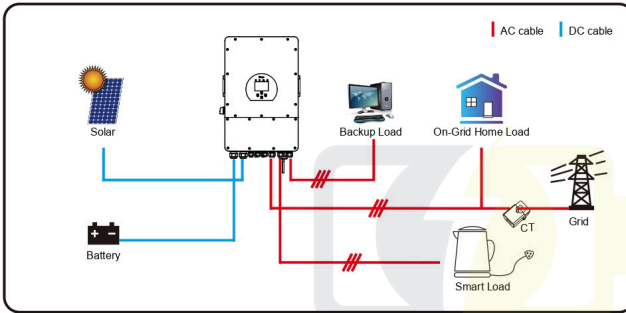 AC cable
DC cable
Solar
Backup Load
On-Grid Home Load
CT
Grid
Battery
Smart Load